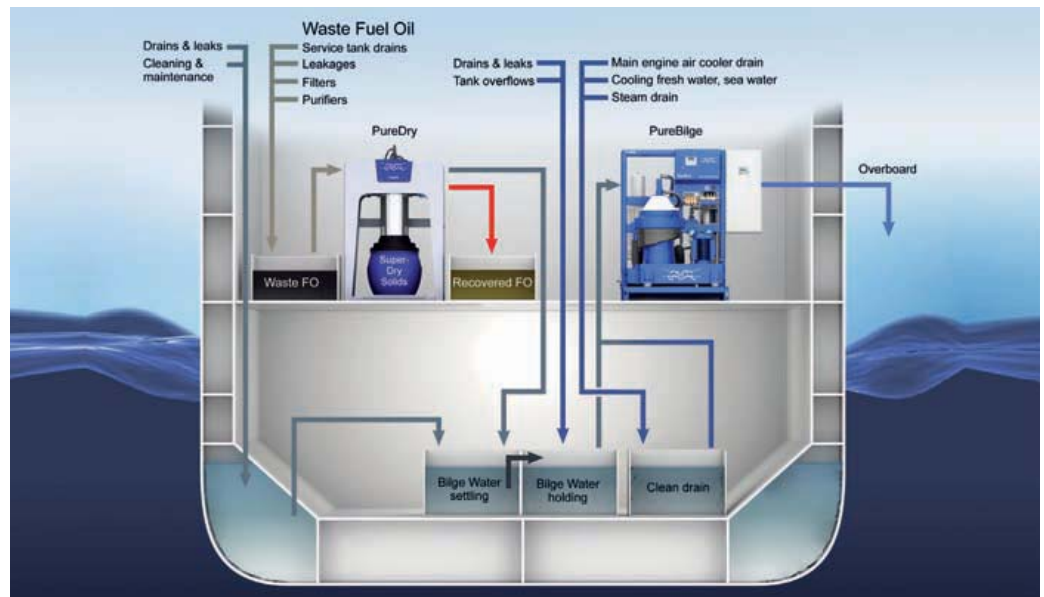 Waste Fuel Oil
Drains & leaks
Cleaning &
maintenance
Service tank drains
Leakages
Filters
Purifiers
Drains & leaks
Tank overflows
Main engine air cooler drain
Cooling fresh water, sea water
Steam drain
PureDry
PureBilge
Overboard
Super-
Dry
Solids
Waste FO
Recovered FO
Bilge Water
settling
Bilge Water
holding
Clean drain